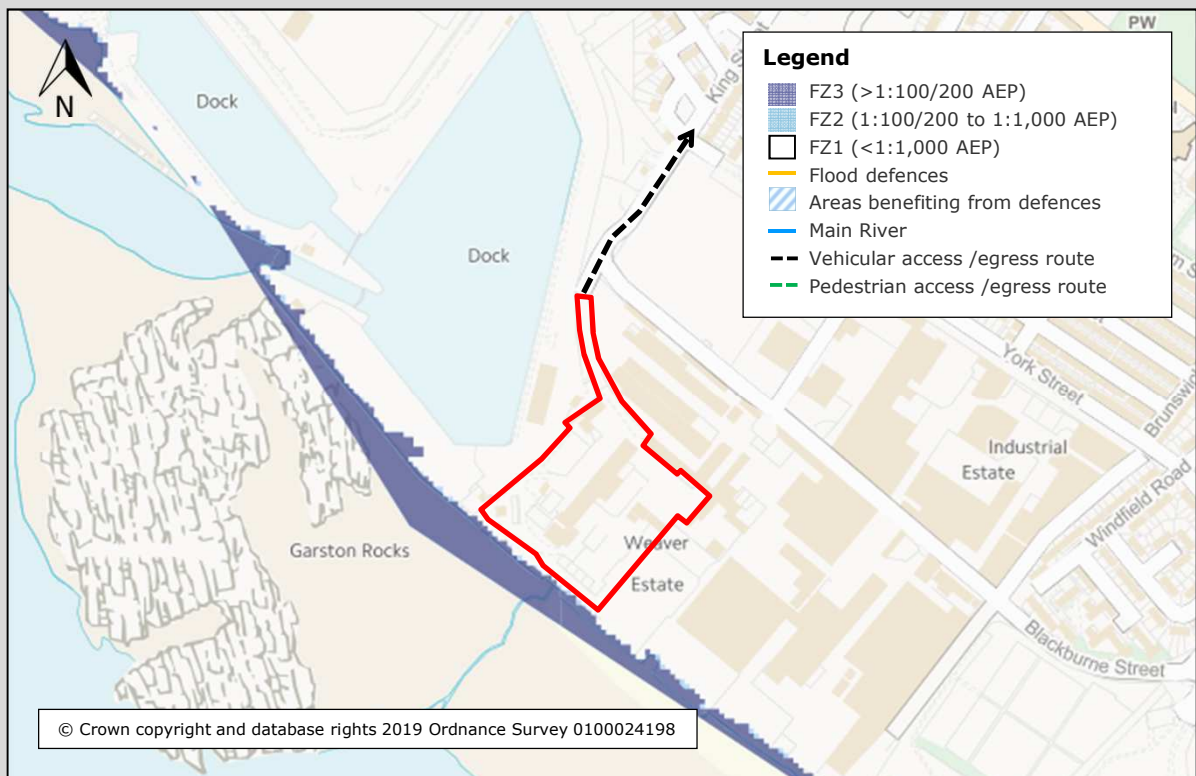 PW
King Street
Dock
N
Dock
Legend
FZ3 (>1:100/200 AEP)
FZ2 (1:100/200 to 1:1,000 AEP)
FZ1 (<1:1,000 AEP)
Flood defences
Areas benefiting from defences
Main River
Vehicular access /egress route
Pedestrian access /egress route
York Street
Industrial
Estate
Windfield Road
Garston Rocks
Weaver
Estate
Blackburne Street
© Crown copyright and database rights 2019 Ordnance Survey 0100024198